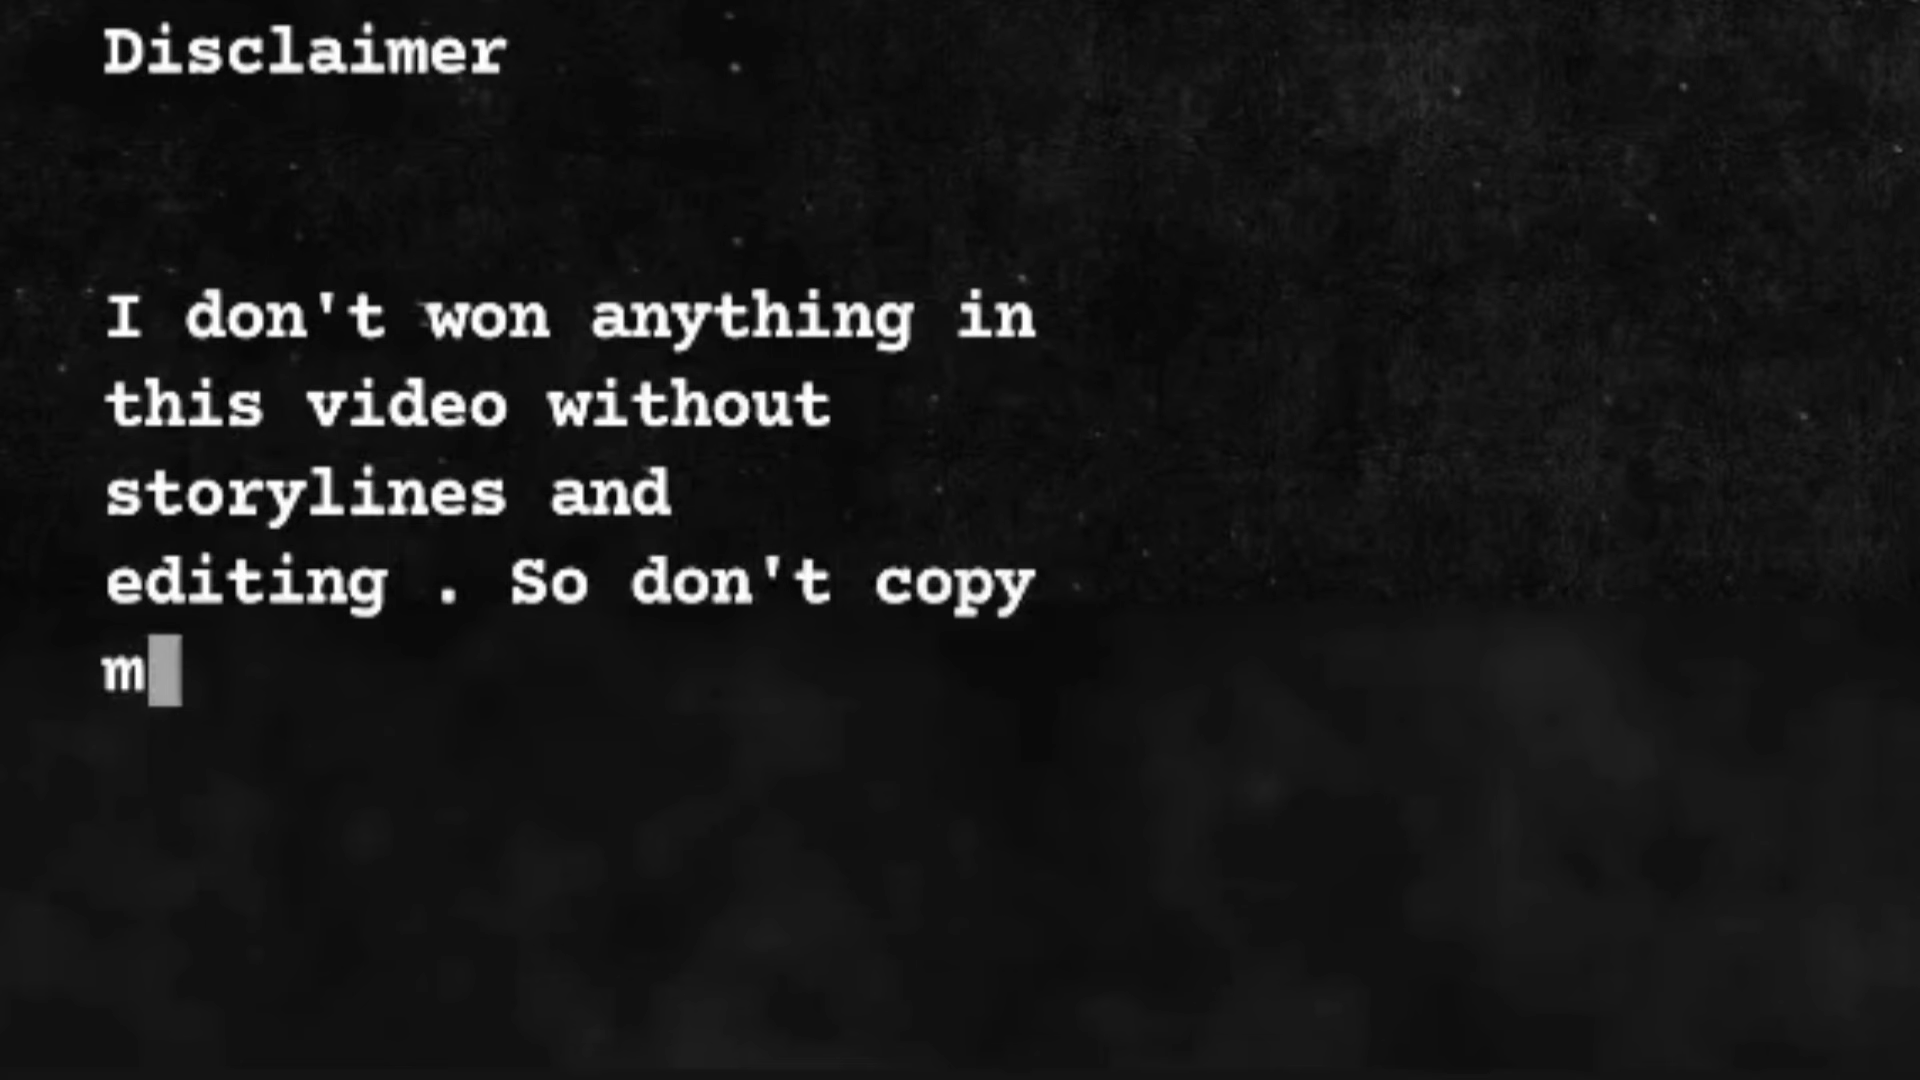 Disclaimer
I don't won anything in
this video without
storylines and
editing . So don't copy
m